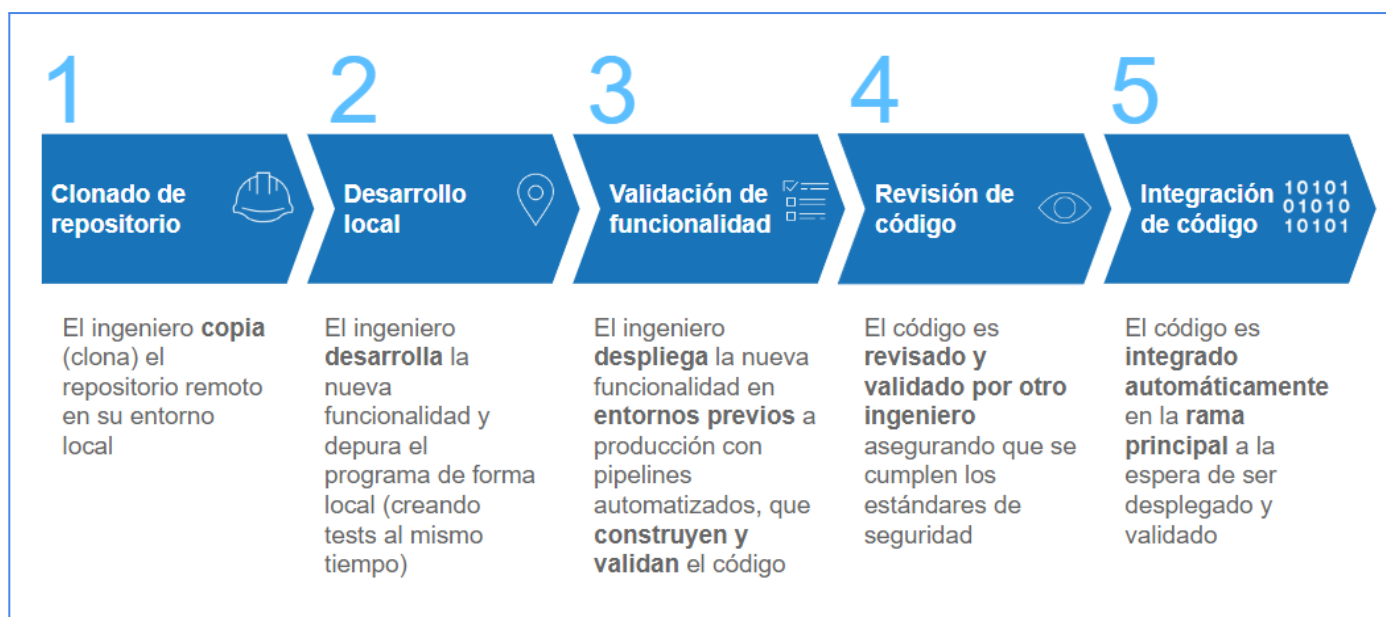 1
2
3
4
5
Clonado de
repositorio
Desarrollo
local
Validación de
funcionalidad
Revisión de
código
Integración
de código
10101
01010
10101
El ingeniero copia
(clona) el
repositorio remoto
en su entorno
local
El ingeniero
desarrolla la
nueva
funcionalidad y
depura el
programa de forma
local (creando
tests al mismo
tiempo)
El ingeniero
despliega la nueva
funcionalidad en
entornos previos a
producción con
pipelines
automatizados, que
construyen y
validan el código
El código es
revisado y
validado por otro
ingeniero
asegurando que se
cumplen los
estándares de
seguridad
El código es
integrado
automáticamente
en la rama
principal a la
espera de ser
desplegado y
validado